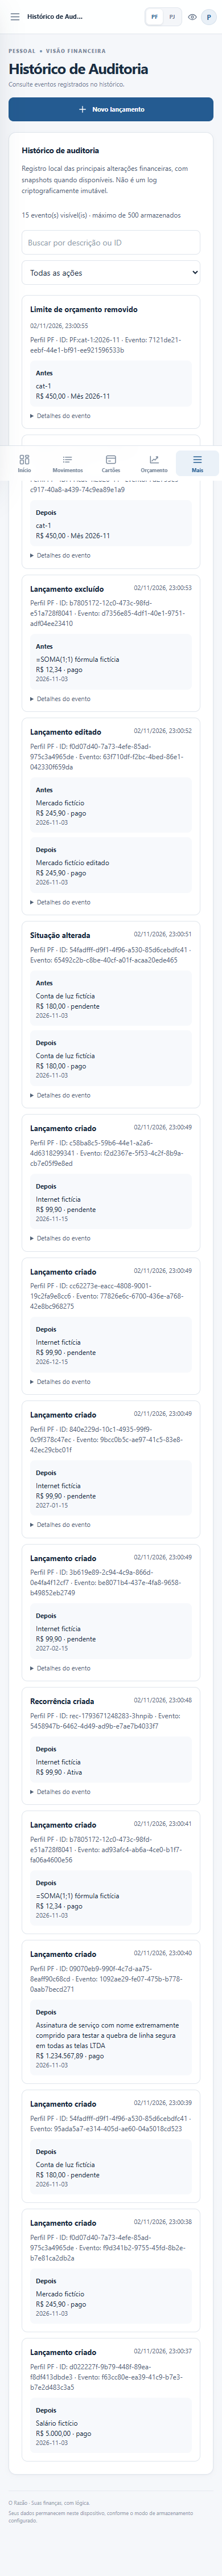 Histórico de Aud...
PF
PJ
P
PESSOAL • VISÃO FINANCEIRA
Histórico de Auditoria
Consulte eventos registrados no histórico.
+ Novo lançamento
Histórico de auditoria
Registro local das principais alterações financeiras, com
snapshots quando disponíveis. Não é um log
criptograficamente imutável.
15 evento(s) visível(is) · máximo de 500 armazenados
Buscar por descrição ou ID
Todas as ações
Limite de orçamento removido
02/11/2026, 23:00:55
Perfil PF · ID: PF:cat-1:2026-11 · Evento: 7121de21-
eebf-44e1-bf91-ee921596533b
Antes
cat-1
R$ 450,00 · Mês 2026-11
▶ Detalhes do evento
Início
Movimentos
Cartões
Orçamento
Mais
c917-40a8-a439-74c9ea89e1a9
Depois
cat-1
R$ 450,00 · Mês 2026-11
▶ Detalhes do evento
Lançamento excluído
02/11/2026, 23:00:53
Perfil PF · ID: b7805172-12c0-473c-98fd-
e51a728f8041 · Evento: d7356e85-4df1-40e1-9751-
adf04ee23410
Antes
=SOMA(1;1) fórmula fictícia
R$ 12,34 · pago
2026-11-03
▶ Detalhes do evento
Lançamento editado
02/11/2026, 23:00:52
Perfil PF · ID: f0d07d40-7a73-4efe-85ad-
975c3a4965de · Evento: 63f710df-f2bc-4bed-86e1-
042330f659da
Antes
Mercado fictício
R$ 245,90 · pago
2026-11-03
Depois
Mercado fictício editado
R$ 245,90 · pago
2026-11-03
▶ Detalhes do evento
Situação alterada
02/11/2026, 23:00:51
Perfil PF · ID: 54fadfff-d9f1-4f96-a530-85d6cebdfc41 ·
Evento: 65492c2b-c8be-40cf-a01f-acaa20ede465
Antes
Conta de luz fictícia
R$ 180,00 · pendente
2026-11-03
Depois
Conta de luz fictícia
R$ 180,00 · pago
2026-11-03
▶ Detalhes do evento
Lançamento criado
02/11/2026, 23:00:49
Perfil PF · ID: c58ba8c5-59b6-44e1-a2a6-
4d6318299341 · Evento: f2d2367e-5f53-4c2f-8b9a-
cb7e05f9e8ed
Depois
Internet fictícia
R$ 99,90 · pendente
2026-11-15
▶ Detalhes do evento
Lançamento criado
02/11/2026, 23:00:49
Perfil PF · ID: cc62273e-eacc-4808-9001-
19c2fa9e8cc6 · Evento: 77826e6c-6700-436e-a768-
42e8bc968275
Depois
Internet fictícia
R$ 99,90 · pendente
2026-12-15
▶ Detalhes do evento
Lançamento criado
02/11/2026, 23:00:49
Perfil PF · ID: 840e229d-10c1-4935-99f9-
0c9f378c47ec · Evento: 9bcc0b5c-ae97-41c5-83e8-
42ec29cbc01f
Depois
Internet fictícia
R$ 99,90 · pendente
2027-01-15
▶ Detalhes do evento
Lançamento criado
02/11/2026, 23:00:49
Perfil PF · ID: 3b619e89-2c94-4c9a-866d-
0e4fa4f12cf7 · Evento: be8071b4-437e-4fa8-9658-
b49852eb2749
Depois
Internet fictícia
R$ 99,90 · pendente
2027-02-15
▶ Detalhes do evento
Recorrência criada
02/11/2026, 23:00:48
Perfil PF · ID: rec-1793671248283-3hnpib · Evento:
5458947b-6462-4d49-ad9b-e7ae7b4033f7
Depois
Internet fictícia
R$ 99,90 · Ativa
▶ Detalhes do evento
Lançamento criado
02/11/2026, 23:00:41
Perfil PF · ID: b7805172-12c0-473c-98fd-
e51a728f8041 · Evento: ad93afc4-ab6a-4ce0-b1f7-
fa06a4600e56
Depois
=SOMA(1;1) fórmula fictícia
R$ 12,34 · pago
2026-11-03
Lançamento criado
02/11/2026, 23:00:40
Perfil PF · ID: 09070eb9-990f-4c7d-aa75-
8eaff90c68cd · Evento: 1092ae29-fe07-475b-b778-
0aab7becd271
Depois
Assinatura de serviço com nome extremamente
comprido para testar a quebra de linha segura
em todas as telas LTDA
R$ 1.234.567,89 · pago
2026-11-03
Lançamento criado
02/11/2026, 23:00:39
Perfil PF · ID: 54fadfff-d9f1-4f96-a530-85d6cebdfc41 ·
Evento: 95ada5a7-e314-405d-ae60-04a5018cd523
Depois
Conta de luz fictícia
R$ 180,00 · pendente
2026-11-03
Lançamento criado
02/11/2026, 23:00:38
Perfil PF · ID: f0d07d40-7a73-4efe-85ad-
975c3a4965de · Evento: f9d341b2-9755-45fd-8b2e-
b7e81ca2db2a
Depois
Mercado fictício
R$ 245,90 · pago
2026-11-03
Lançamento criado
02/11/2026, 23:00:37
Perfil PF · ID: d022227f-9b79-448f-89ea-
f8df413dbde3 · Evento: f63cc80e-ea39-41c9-b7e3-
b7e2d483c3a5
Depois
Salário fictício
R$ 5.000,00 · pago
2026-11-03
O Razão · Suas finanças, com lógica.
Seus dados permanecem neste dispositivo, conforme o modo de armazenamento
configurado.